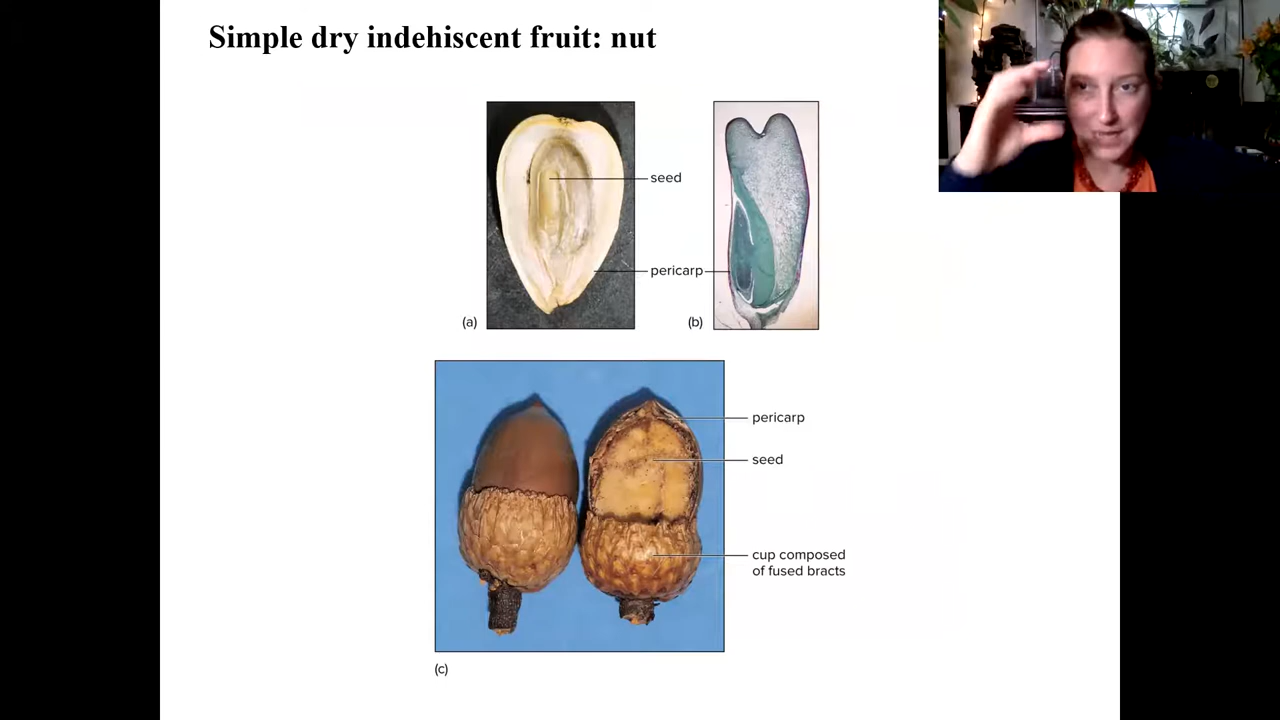 Simple dry indehiscent fruit: nut
seed
pericarp
(a)
(b)
pericarp
seed
cup composed
of fused bracts
(c)